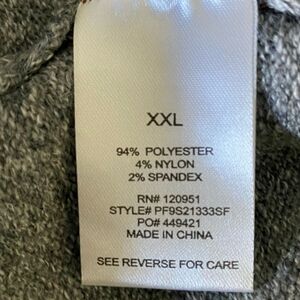 XXL
94% POLYESTER
4% NYLON
2% SPANDEX
RN# 120951
STYLE# PF9S21333SF
PO# 449421
MADE IN CHINA
SEE REVERSE FOR CARE